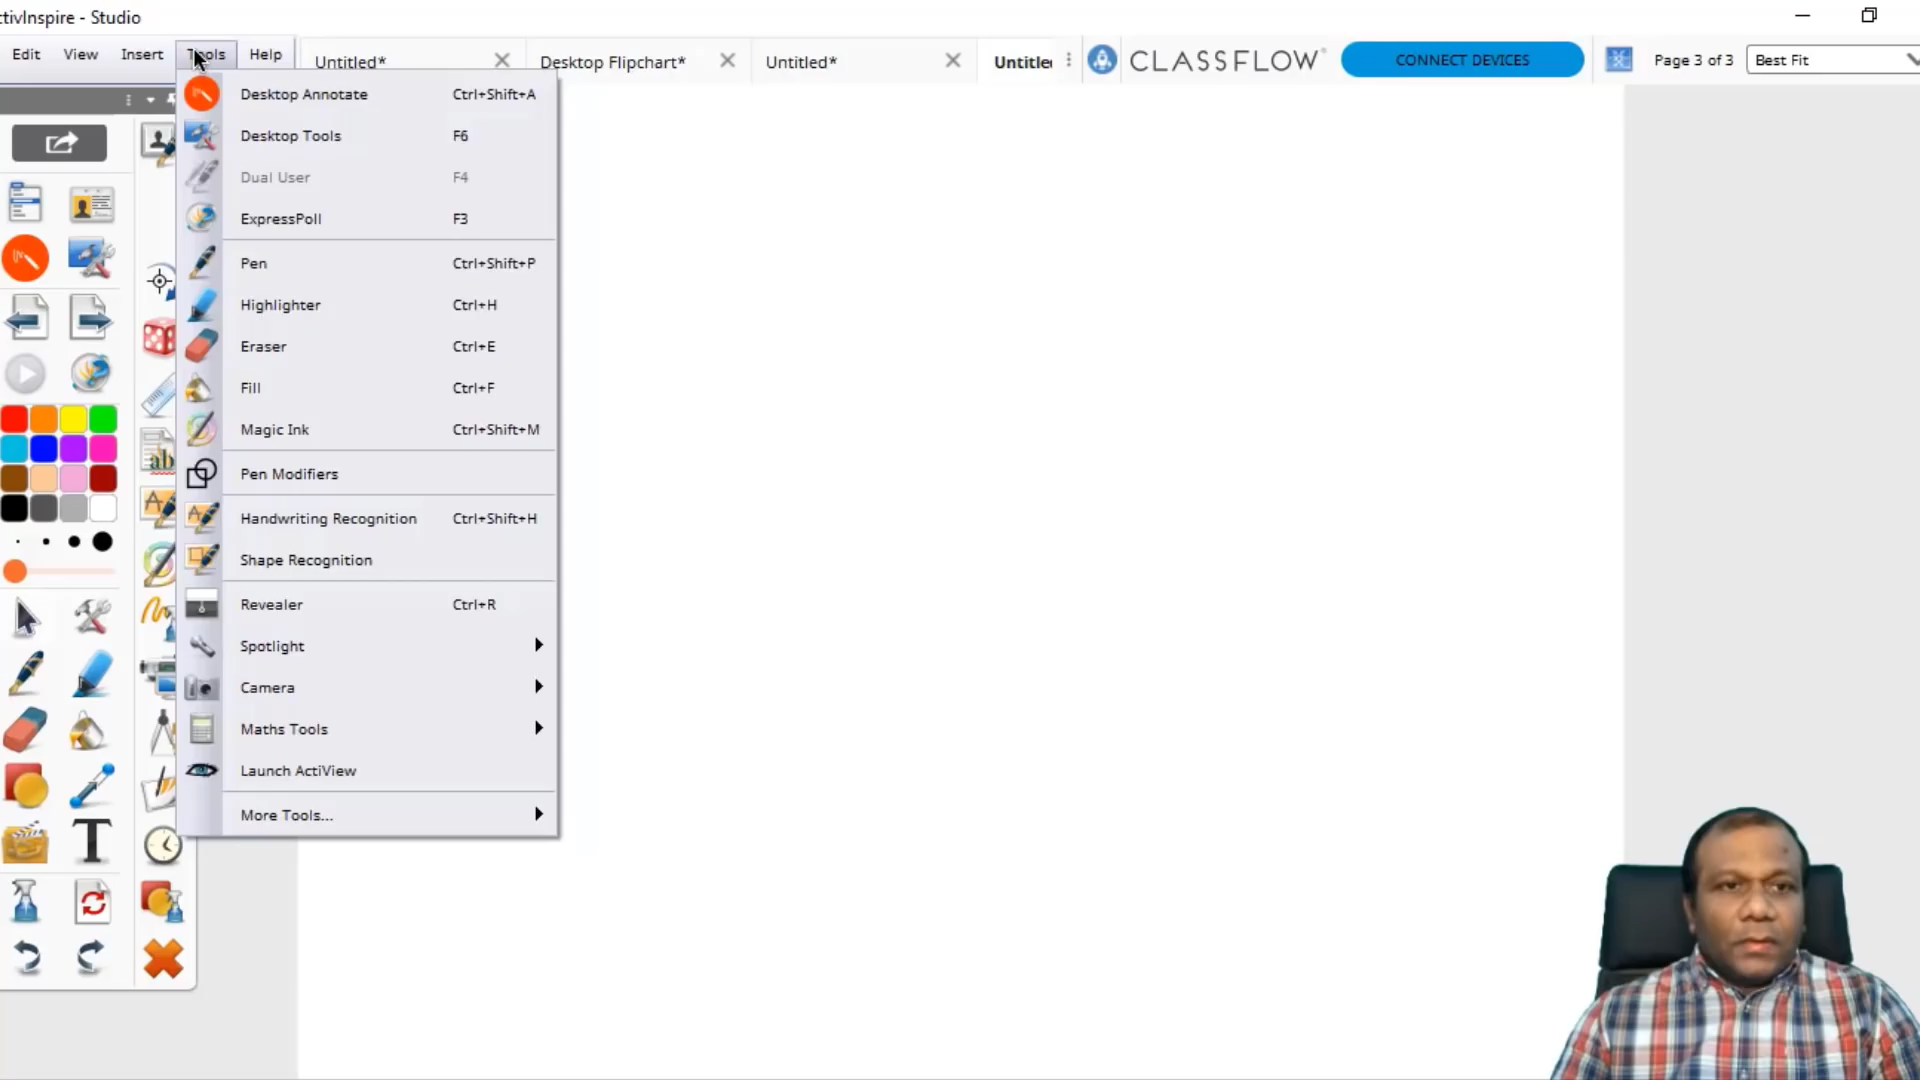 ctivInspire - Studio
Edit View Insert Tools Help
Untitled*
Desktop Flipchart*
Untitled*
Untitle
CLASSFLOW
CONNECT DEVICES
Page 3 of 3
Best Fit
Desktop Annotate Ctrl+Shift+A
Desktop Tools F6
Dual User F4
ExpressPoll F3
Pen Ctrl+Shift+P
Highlighter Ctrl+H
Eraser Ctrl+E
Fill Ctrl+F
Magic Ink Ctrl+Shift+M
Pen Modifiers
Handwriting Recognition Ctrl+Shift+H
Shape Recognition
Revealer Ctrl+R
Spotlight
Camera
Maths Tools
Launch ActiView
More Tools...